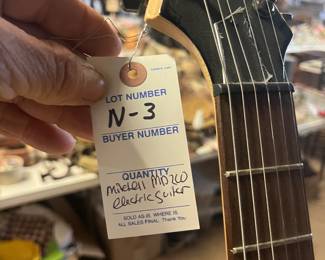 LOT NUMBER
N-3
BUYER NUMBER
QUANTITY
Mitchell MD200
electric guitar
SOLD AS IS, WHERE IS
ALL SALES FINAL. Thank You